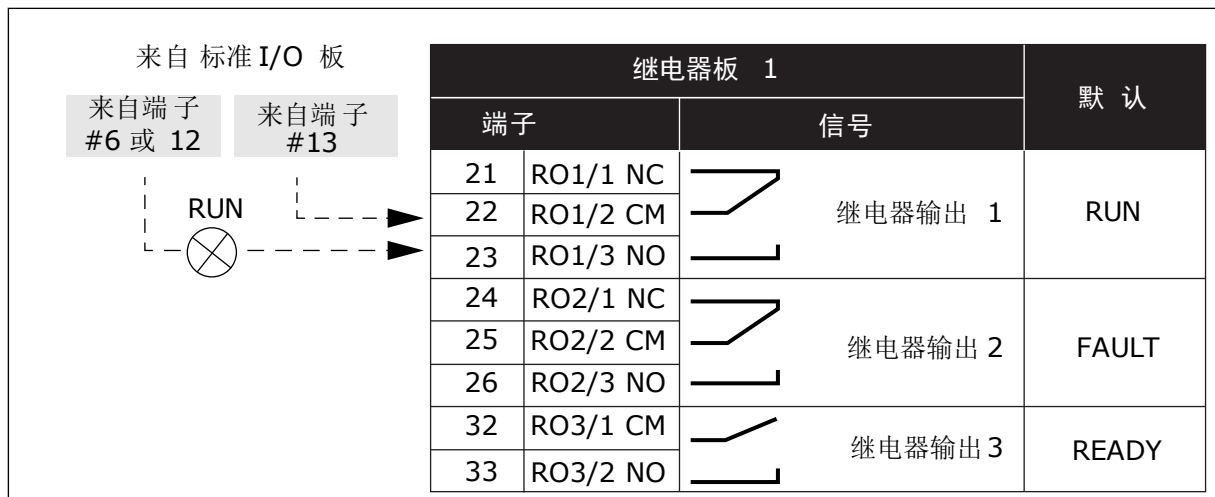 来自 标准 I/O 板
来自端子
#6 或 12
来自端子
#13
RUN
继电器板 1
默认
端子
信号
21 RO1/1 NC
22 RO1/2 CM
23 RO1/3 NO
继电器输出 1
RUN
24 RO2/1 NC
25 RO2/2 CM
26 RO2/3 NO
继电器输出 2
FAULT
32 RO3/1 CM
33 RO3/2 NO
继电器输出 3
READY